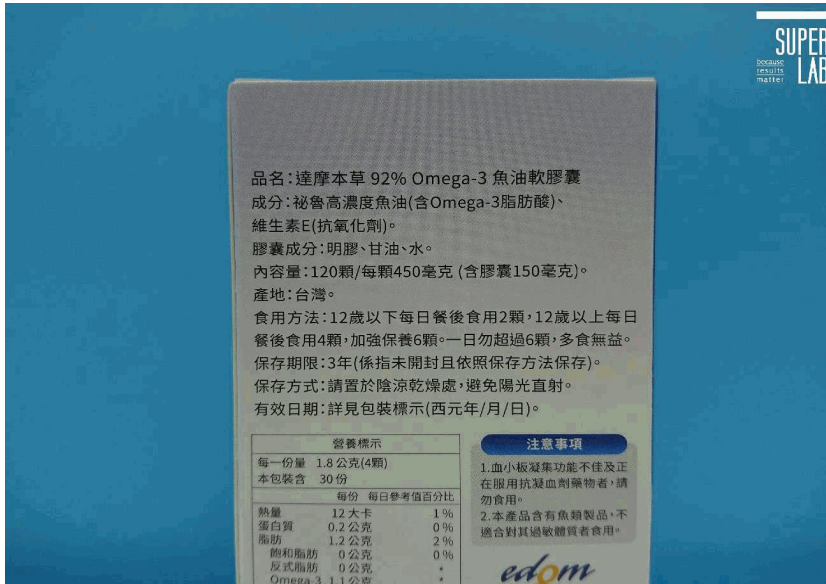 SUPER
LAB
because
results
matter
品名：達摩本草 92% Omega-3 魚油軟膠囊
成分：祕魯高濃度魚油(含Omega-3脂肪酸)、
維生素E(抗氧化劑)。
膠囊成分：明膠、甘油、水。
內容量：120顆/每顆450毫克 (含膠囊150毫克)。
產地：台灣。
食用方法：12歲以下每日餐後食用2顆，12歲以上每日
餐後食用4顆，加強保養6顆。一日勿超過6顆，多食無益。
保存期限：3年(係指未開封且依照保存方法保存)。
保存方式：請置於陰涼乾燥處，避免陽光直射。
有效日期：詳見包裝標示(西元年/月/日)。
營養標示
每一份量 1.8 公克(4顆)
本包裝含 30 份
每份 每日參考值百分比
熱量 12 大卡 1%
蛋白質 0.2 公克 0%
脂肪 1.2 公克 2%
飽和脂肪 0 公克 0%
反式脂肪 0 公克 *
Omega-3 1.1 公克 *
注意事項
1.血小板凝集功能不佳及正
在服用抗凝血劑藥物者，請
勿食用。
2.本產品含有魚類製品，不
適合對其過敏體質者食用。
edom